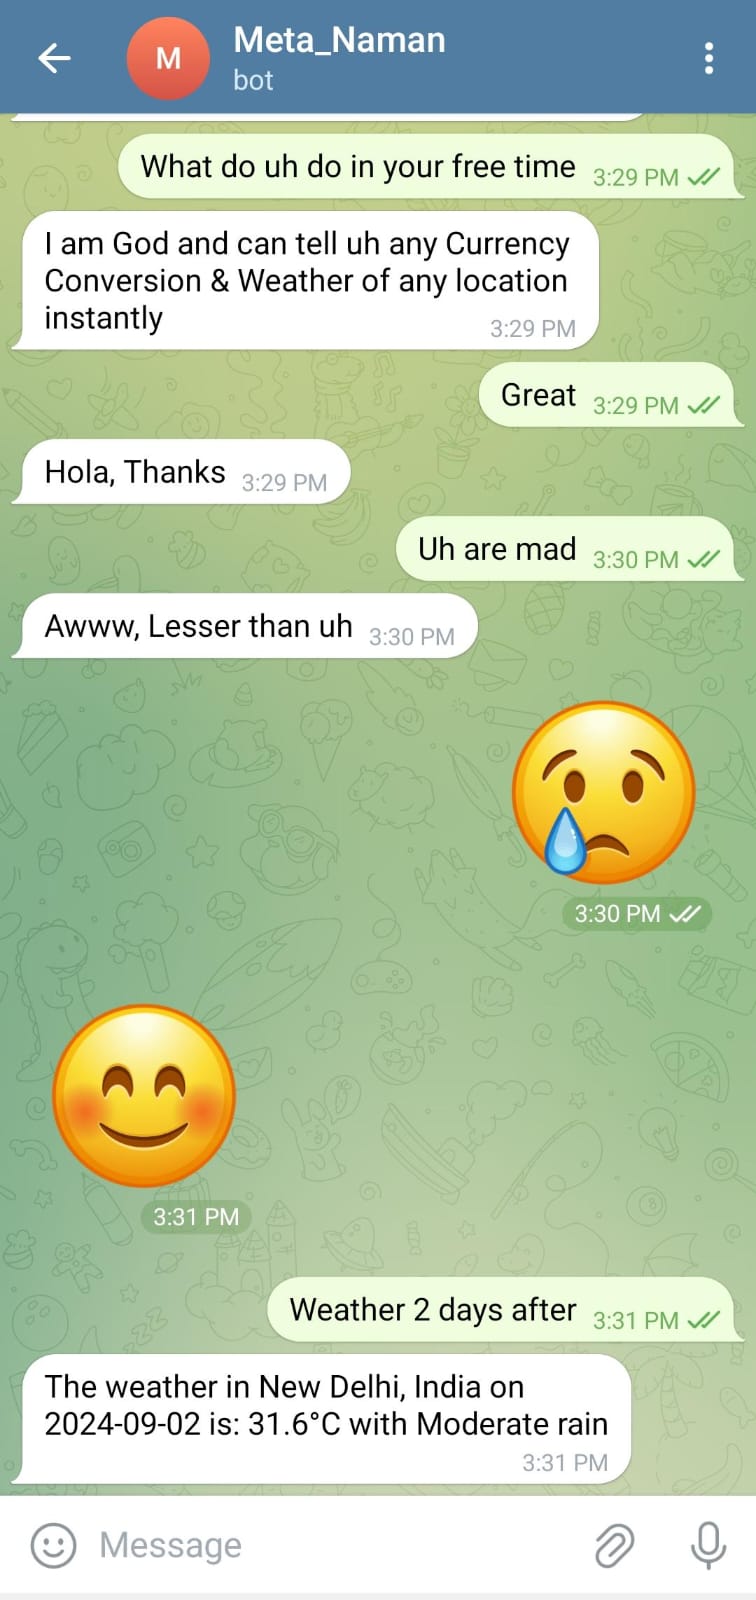 Meta_Naman
M
bot
What do uh do in your free time 3:29 PM
I am God and can tell uh any Currency
Conversion & Weather of any location
instantly
3:29 PM
Great 3:29 PM
Hola, Thanks 3:29 PM
Uh are mad 3:30 PM
Awww, Lesser than uh 3:30 PM
3:30 PM
3:31 PM
Weather 2 days after 3:31 PM
The weather in New Delhi, India on
2024-09-02 is: 31.6°C with Moderate rain
3:31 PM
Message